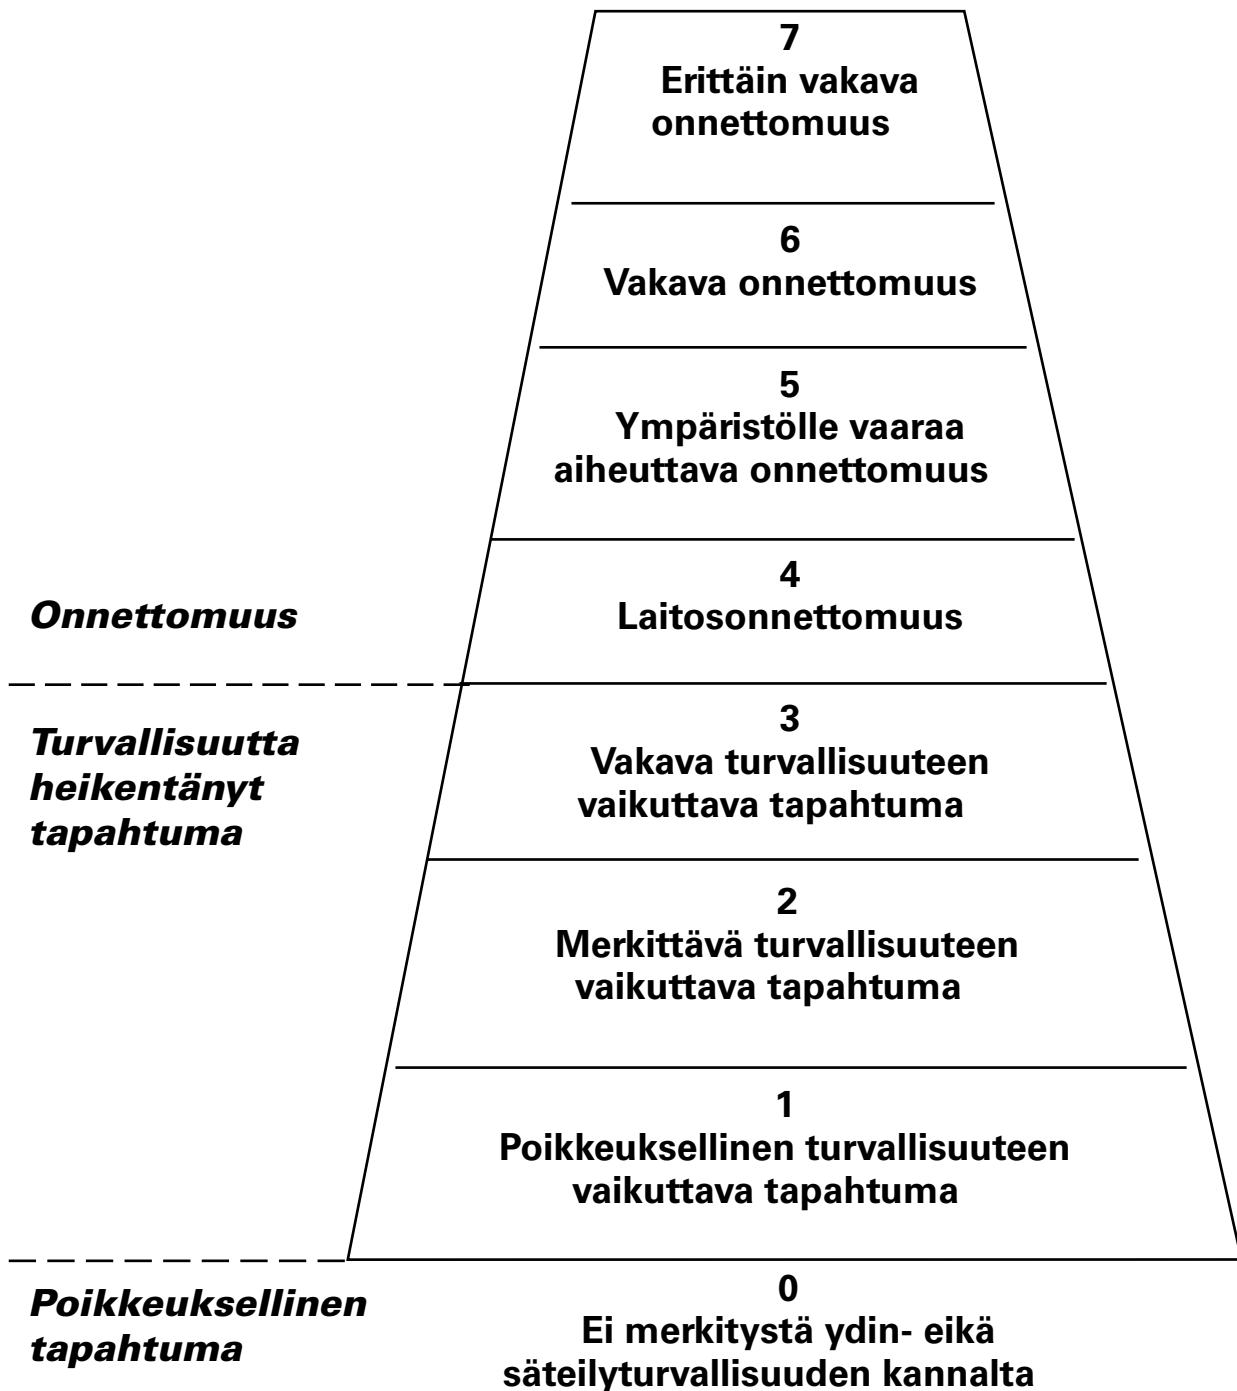 7
Erittäin vakava
onnettomuus
6
Vakava onnettomuus
5
Ympäristölle vaaraa
aiheuttava onnettomuus
4
Laitosonnettomuus
Onnettomuus
3
Vakava turvallisuuteen
vaikuttava tapahtuma
Turvallisuutta
heikentänyt
tapahtuma
2
Merkittävä turvallisuuteen
vaikuttava tapahtuma
1
Poikkeuksellinen turvallisuuteen
vaikuttava tapahtuma
Poikkeuksellinen
tapahtuma
0
Ei merkitystä ydin- eikä
säteilyturvallisuuden kannalta